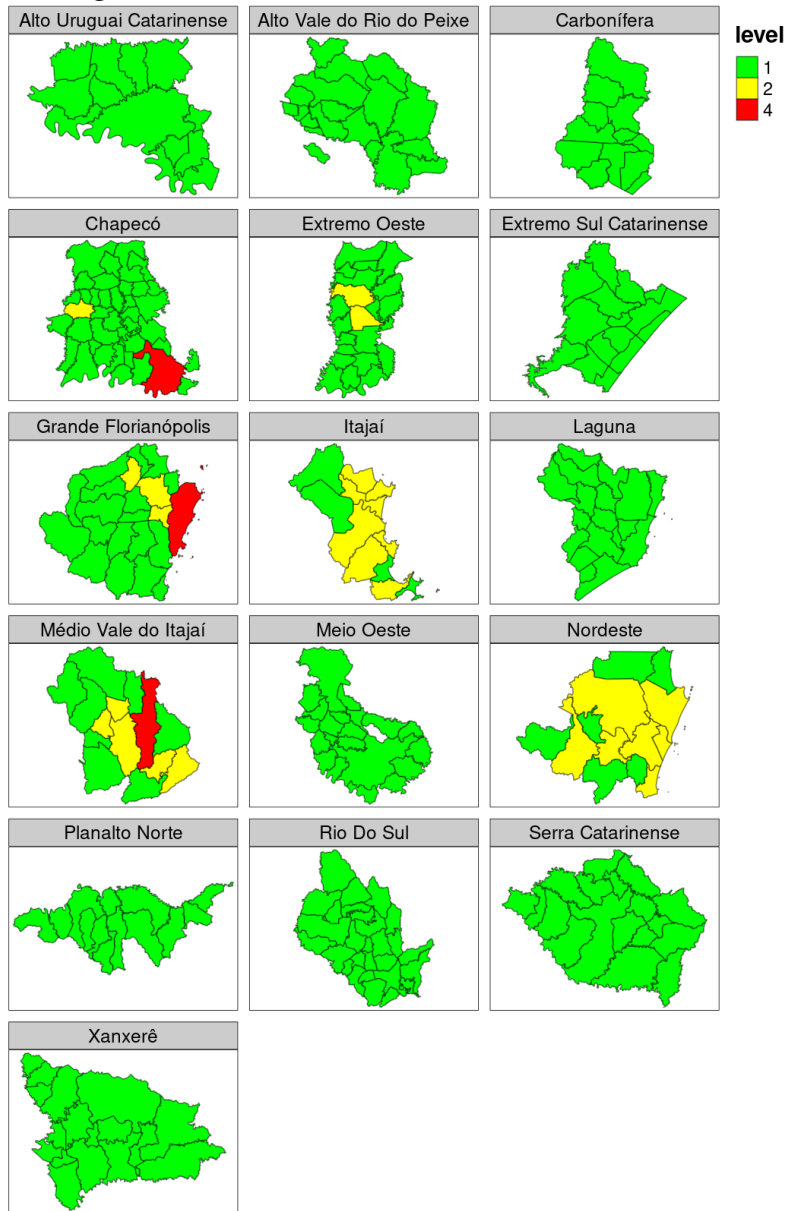 Alto Uruguai Catarinense
Alto Vale do Rio do Peixe
Carbonífera
level
1
2
4
Chapecó
Extremo Oeste
Extremo Sul Catarinense
Grande Florianópolis
Itajaí
Laguna
Médio Vale do Itajaí
Meio Oeste
Nordeste
Planalto Norte
Rio Do Sul
Serra Catarinense
Xanxerê